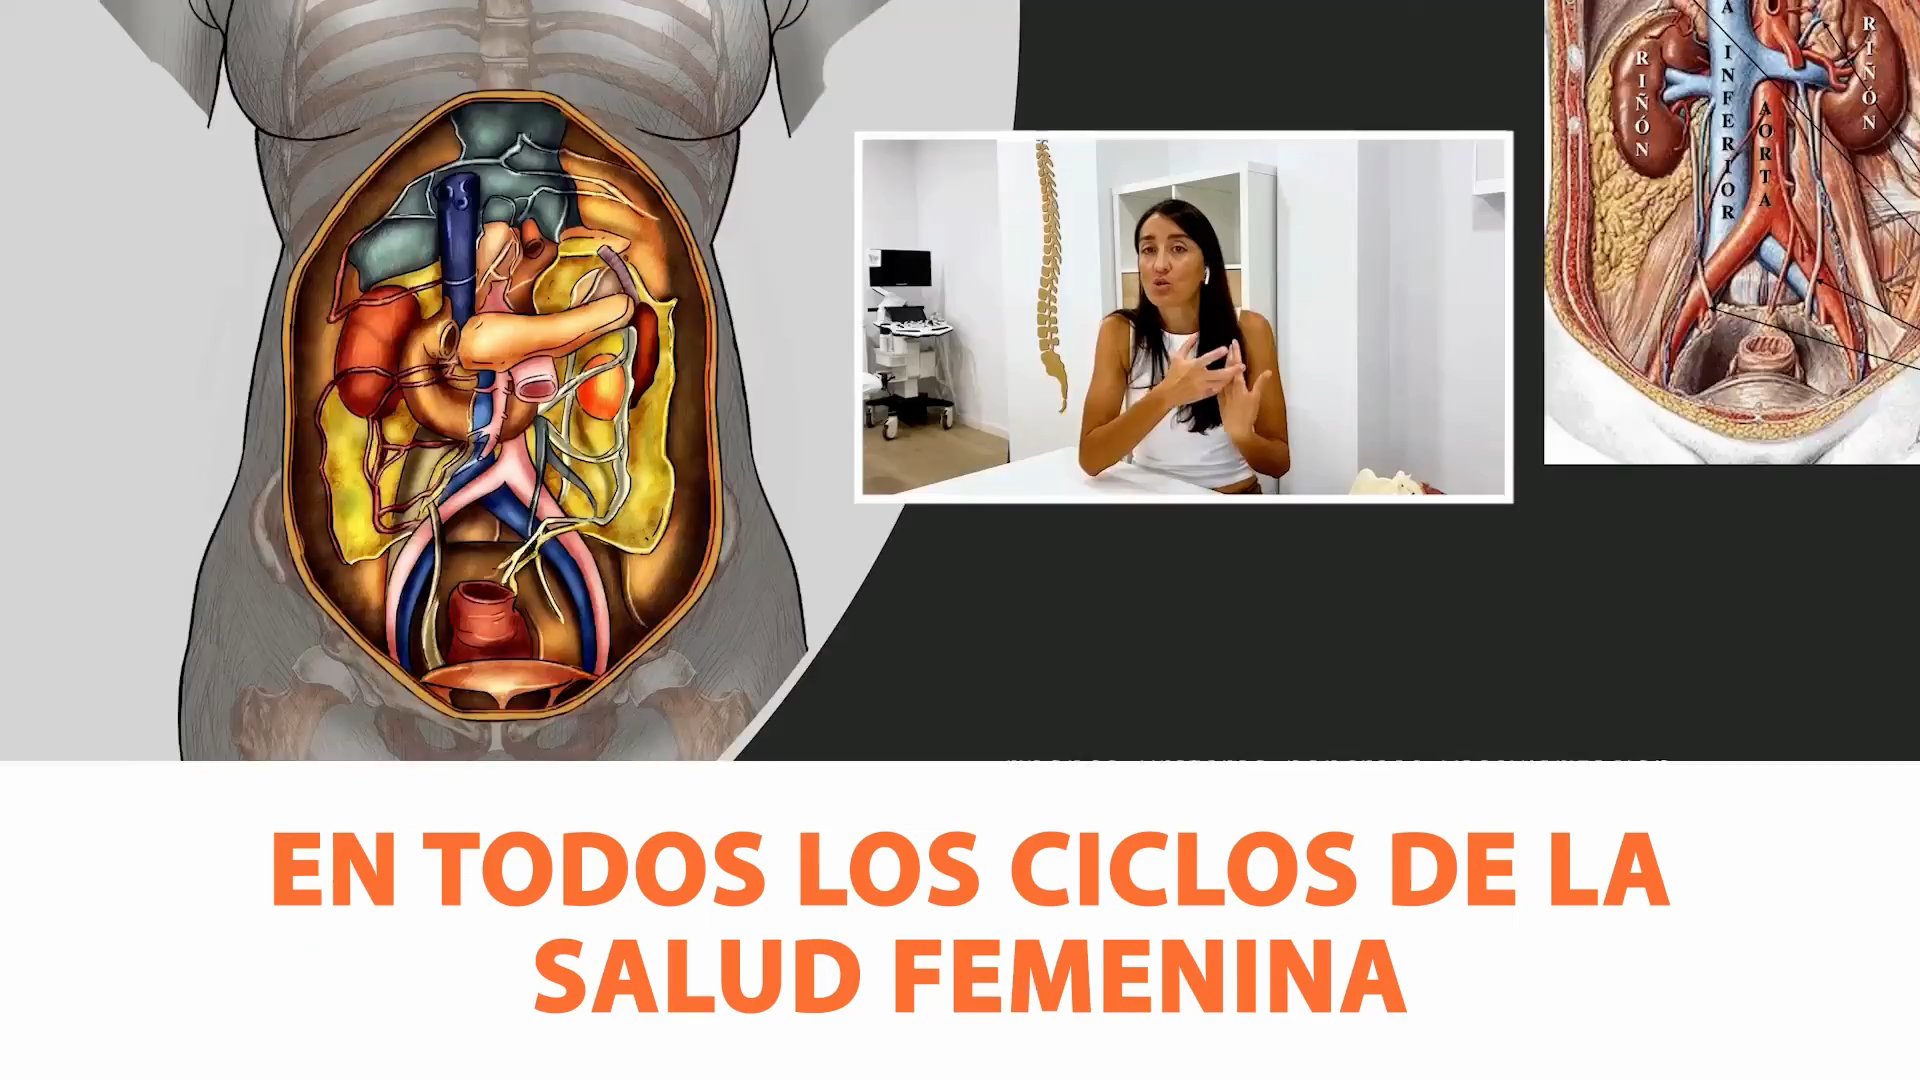 RIÑÓN
INFERIOR
AORTA
RIÑÓN
EN TODOS LOS CICLOS DE LA
SALUD FEMENINA